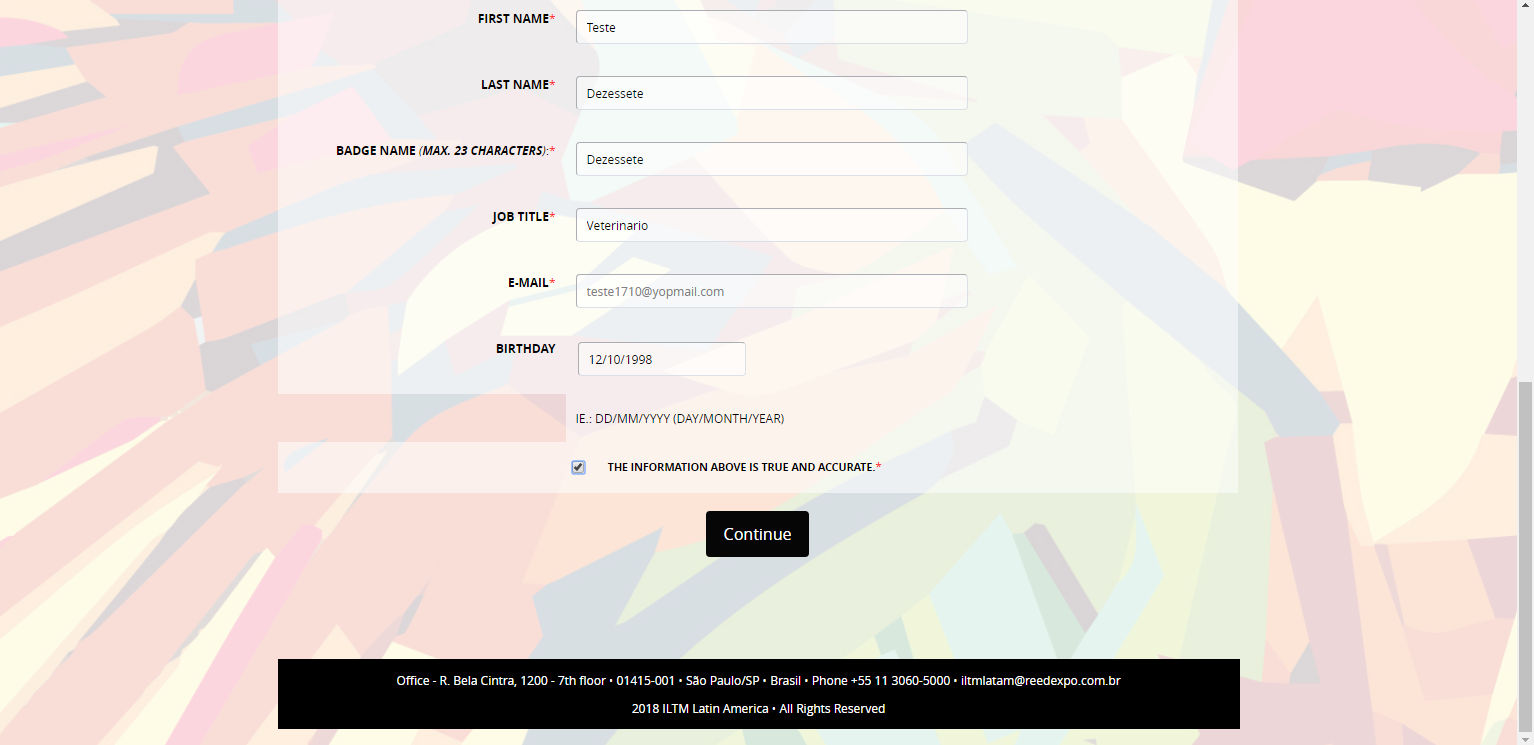 FIRST NAME* Teste
LAST NAME* Dezessete
BADGE NAME (MAX. 23 CHARACTERS):* Dezessete
JOB TITLE* Veterinario
E-MAIL* teste1710@yopmail.com
BIRTHDAY 12/10/1998
IE.: DD/MM/YYYY (DAY/MONTH/YEAR)
THE INFORMATION ABOVE IS TRUE AND ACCURATE.*
Continue
Office - R. Bela Cintra, 1200 - 7th floor • 01415-001 • São Paulo/SP • Brasil • Phone +55 11 3060-5000 • iltmlatam@reedexpo.com.br
2018 ILTM Latin America • All Rights Reserved